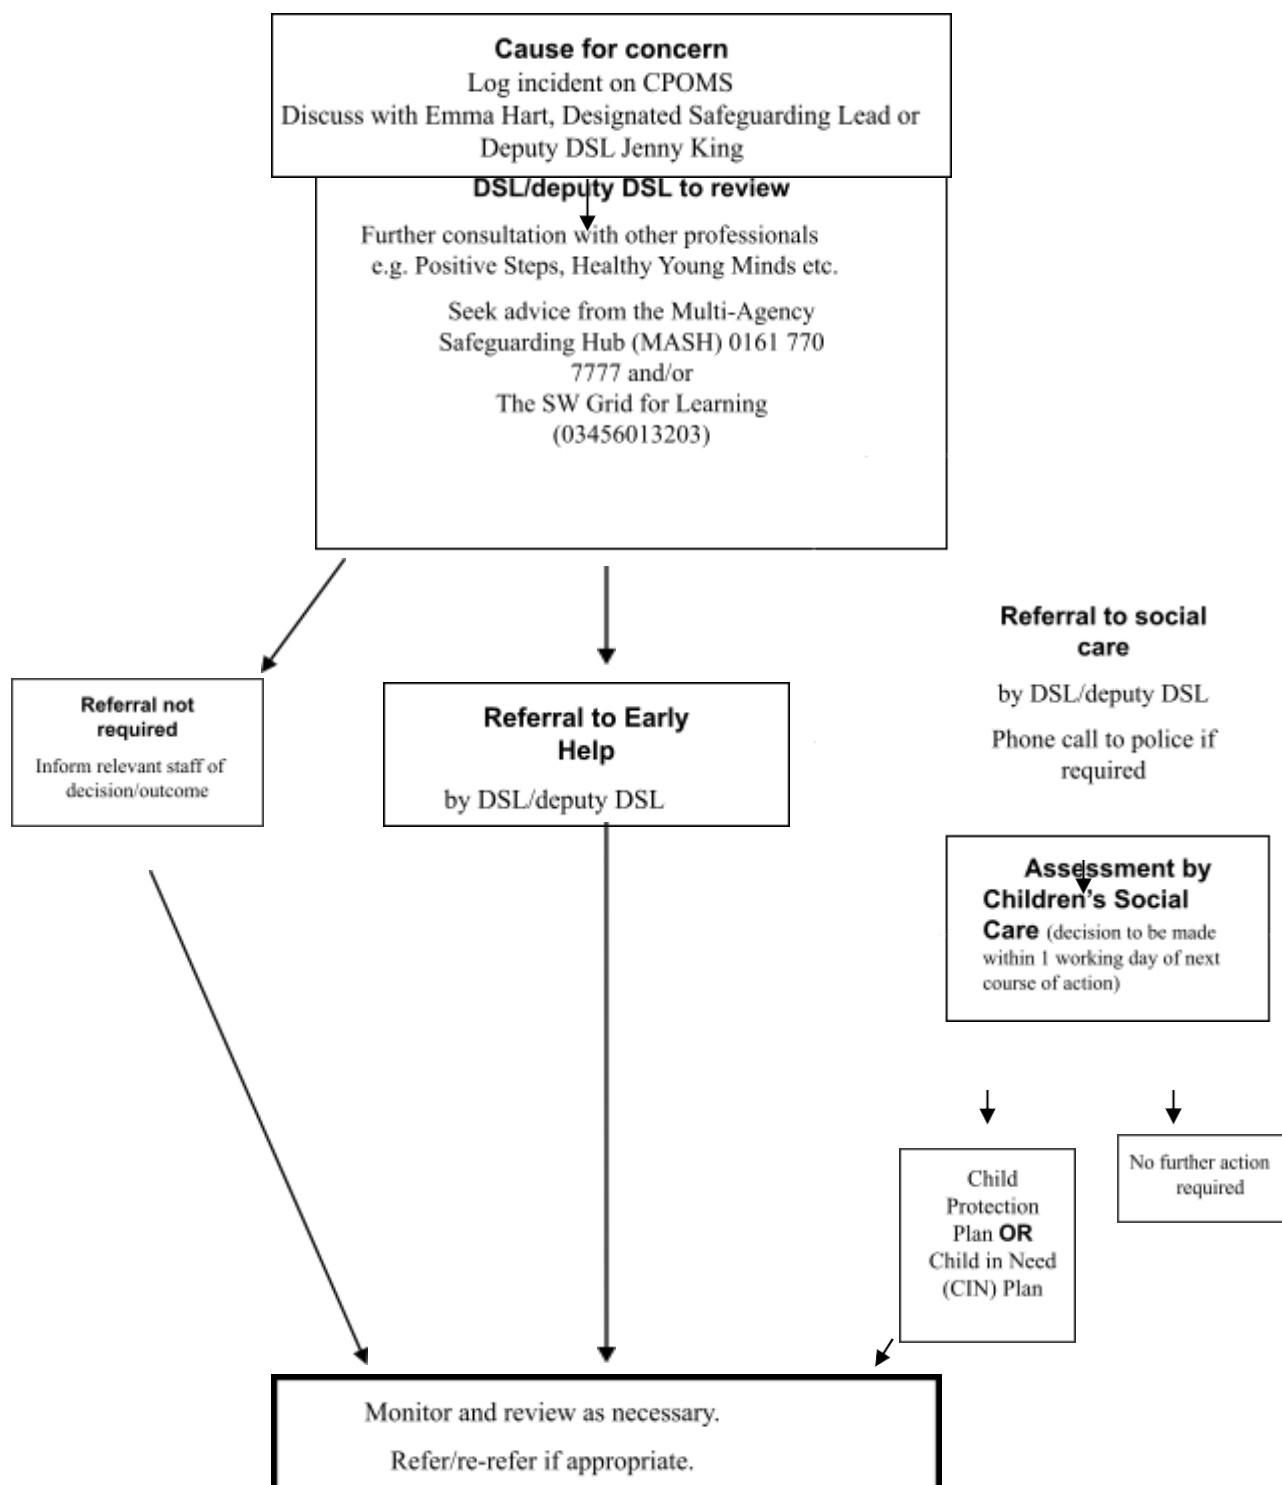 Cause for concern
Log incident on CPOMS
Discuss with Emma Hart, Designated Safeguarding Lead or
Deputy DSL Jenny King
DSL/deputy DSL to review
Further consultation with other professionals
e.g. Positive Steps, Healthy Young Minds etc.
Seek advice from the Multi-Agency
Safeguarding Hub (MASH) 0161 770
7777 and/or
The SW Grid for Learning
(03456013203)
Referral not
required
Inform relevant staff of
decision/outcome
Referral to Early
Help
by DSL/deputy DSL
Referral to social
care
by DSL/deputy DSL
Phone call to police if
required
Assessment by
Children's Social
Care (decision to be made
within 1 working day of next
course of action)
Child
Protection
Plan OR
Child in Need
(CIN) Plan
No further action
required
Monitor and review as necessary.
Refer/re-refer if appropriate.